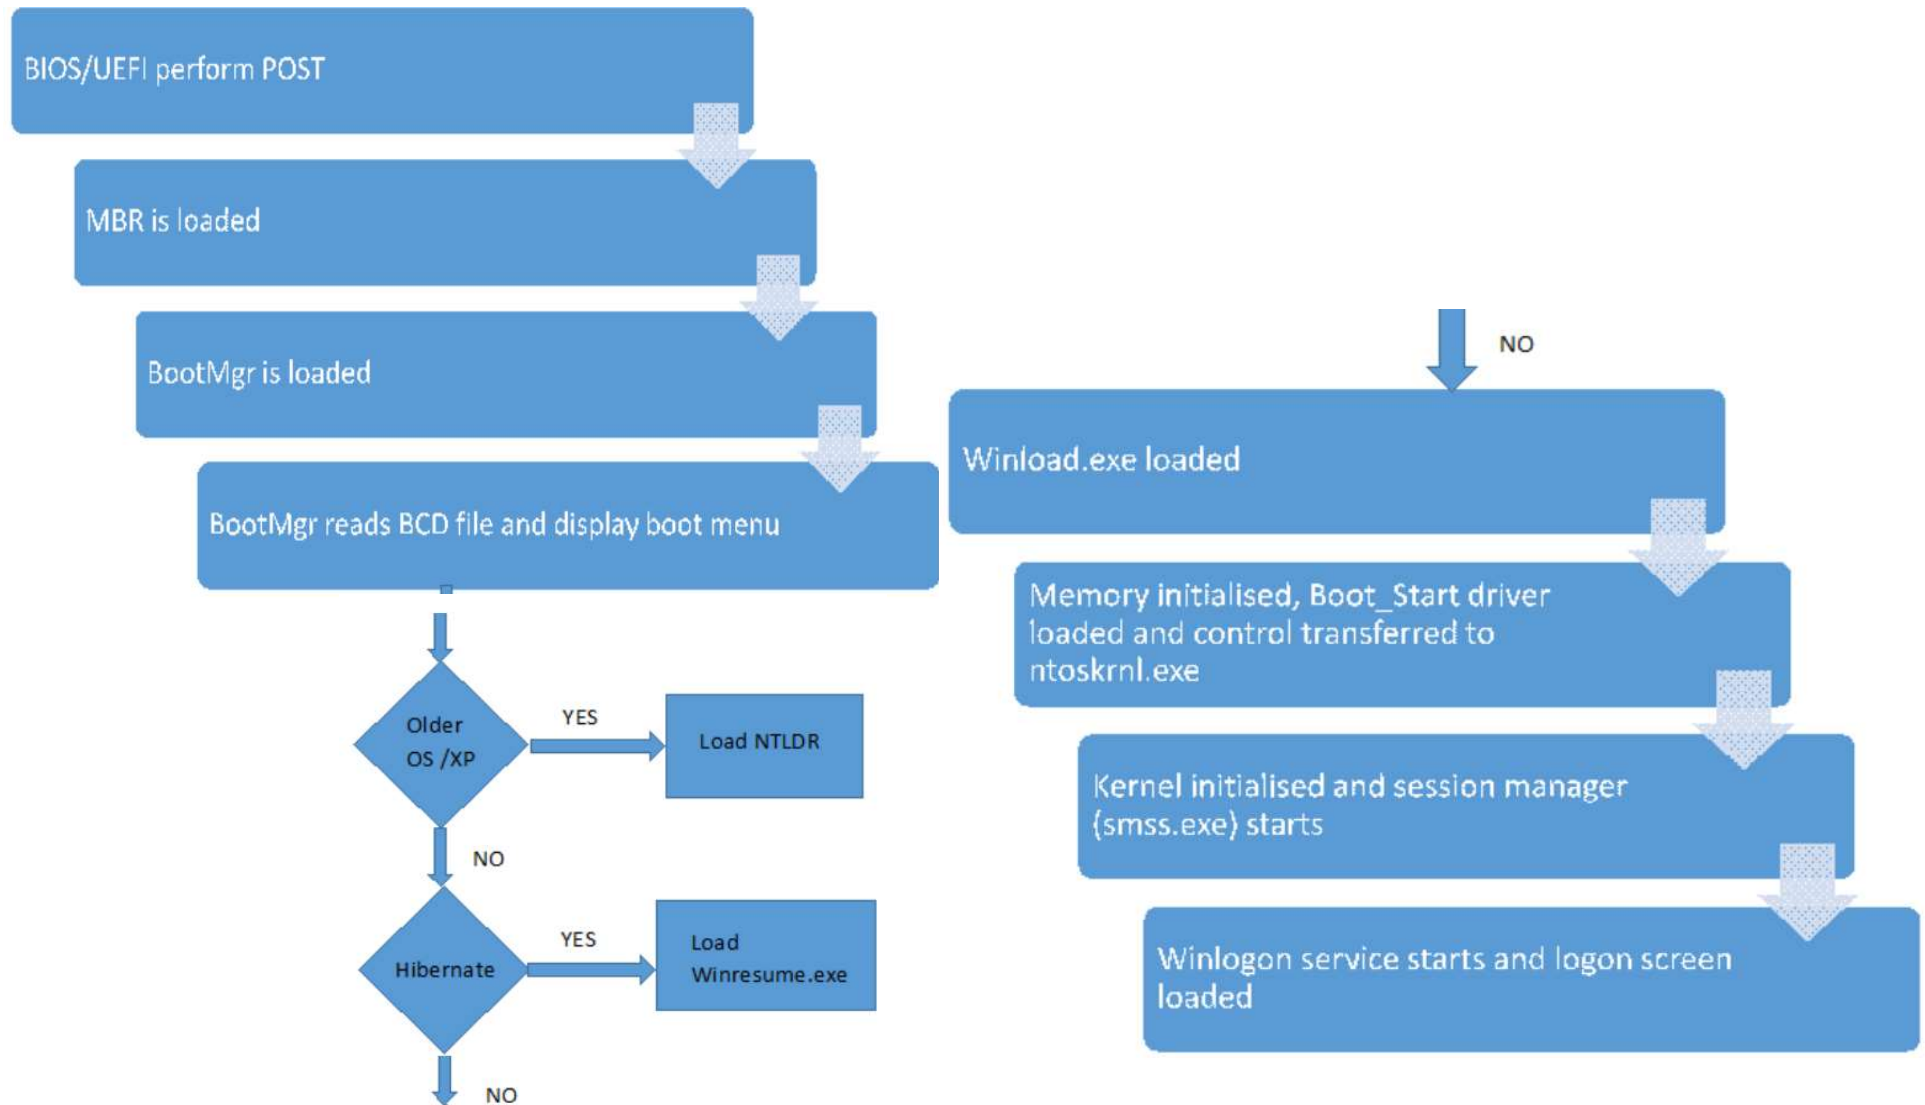 BIOS/UEFI perform POST
MBR is loaded
BootMgr is loaded
BootMgr reads BCD file and display boot menu
Older
OS /XP
YES
Load NTLDR
NO
Hibernate
YES
Load
Winresume.exe
NO
NO
Winload.exe loaded
Memory initialised, Boot_Start driver
loaded and control transferred to
ntoskrnl.exe
Kernel initialised and session manager
(smss.exe) starts
Winlogon service starts and logon screen
loaded